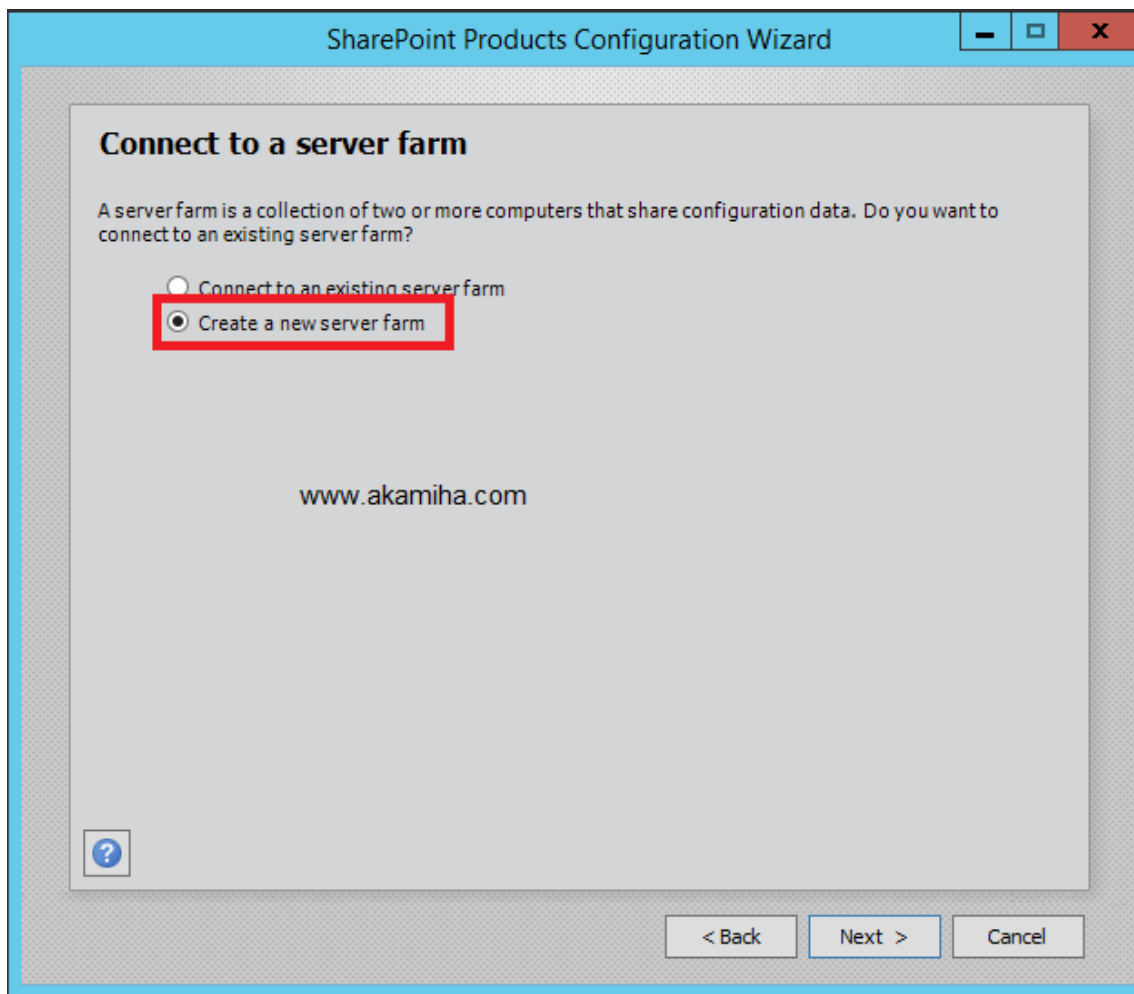 SharePoint Products Configuration Wizard
Connect to a server farm
A server farm is a collection of two or more computers that share configuration data. Do you want to
connect to an existing server farm?
Connect to an existing server farm
Create a new server farm
www.akamiha.com
?
< Back
Next >
Cancel